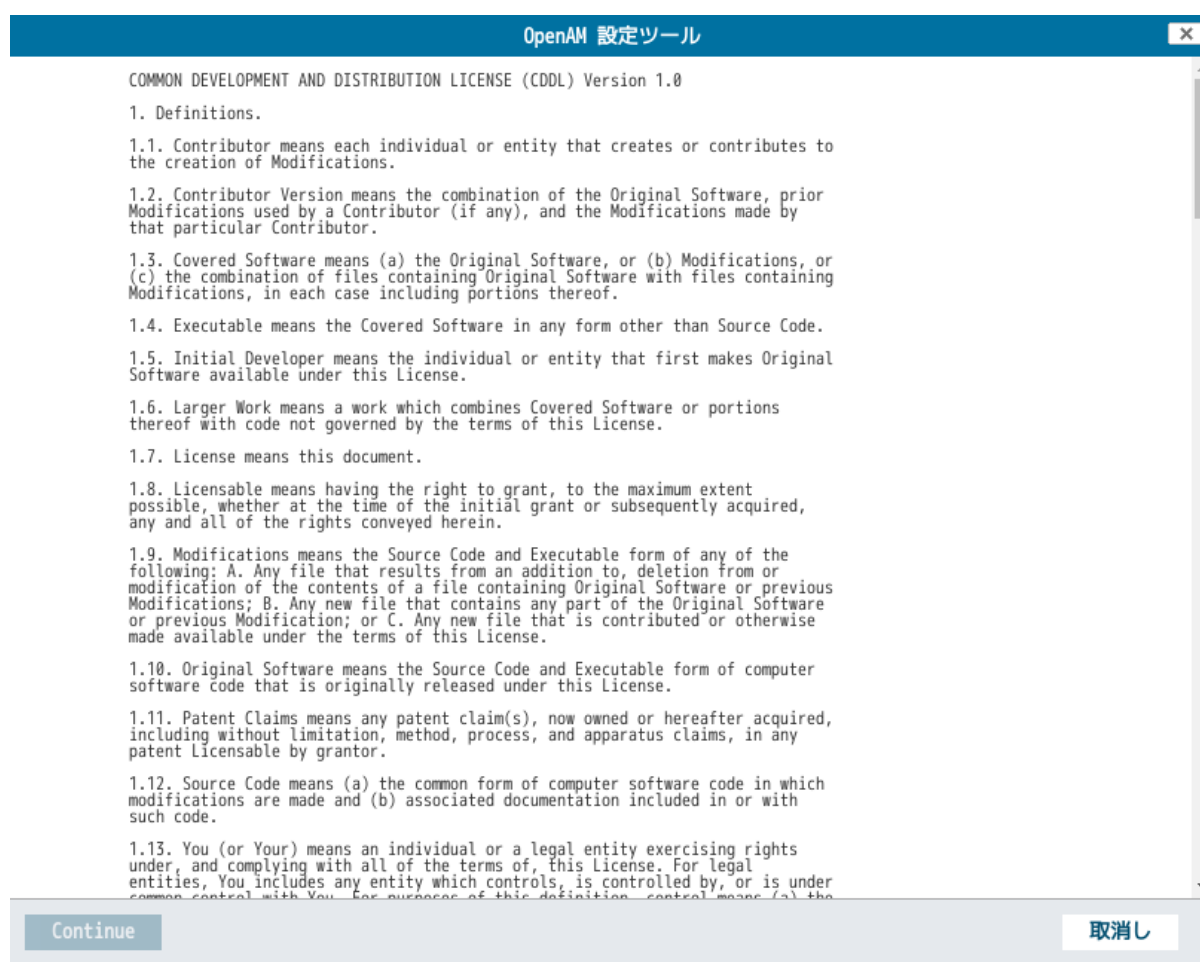 OpenAM 設定ツール
COMMON DEVELOPMENT AND DISTRIBUTION LICENSE (CDDL) Version 1.0
1. Definitions.
1.1. Contributor means each individual or entity that creates or contributes to
the creation of Modifications.
1.2. Contributor Version means the combination of the Original Software, prior
Modifications used by a Contributor (if any), and the Modifications made by
that particular Contributor.
1.3. Covered Software means (a) the Original Software, or (b) Modifications, or
(c) the combination of files containing Original Software with files containing
Modifications, in each case including portions thereof.
1.4. Executable means the Covered Software in any form other than Source Code.
1.5. Initial Developer means the individual or entity that first makes Original
Software available under this License.
1.6. Larger Work means a work which combines Covered Software or portions
thereof with code not governed by the terms of this License.
1.7. License means this document.
1.8. Licensable means having the right to grant, to the maximum extent
possible, whether at the time of the initial grant or subsequently acquired,
any and all of the rights conveyed herein.
1.9. Modifications means the Source Code and Executable form of any of the
following: A. Any file that results from an addition to, deletion from or
modification of the contents of a file containing Original Software or previous
Modifications; B. Any new file that contains any part of the Original Software
or previous Modification; or C. Any new file that is contributed or otherwise
made available under the terms of this License.
1.10. Original Software means the Source Code and Executable form of computer
software code that is originally released under this License.
1.11. Patent Claims means any patent claim(s), now owned or hereafter acquired,
including without limitation, method, process, and apparatus claims, in any
patent Licensable by grantor.
1.12. Source Code means (a) the common form of computer software code in which
modifications are made and (b) associated documentation included in or with
such code.
1.13. You (or Your) means an individual or a legal entity exercising rights
under, and complying with all of the terms of, this License. For legal
entities, You includes any entity which controls, is controlled by, or is under
common control with You. For purposes of this definition, control means (a) the
Continue
取消し